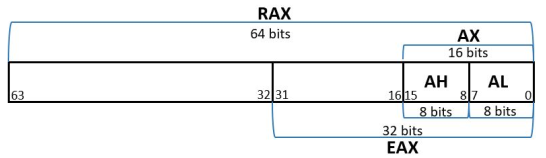 RAX
64 bits
AX
16 bits
AH AL
63 32 31 16 15 8 7 0
8 bits 8 bits
32 bits
EAX